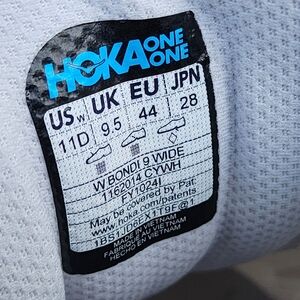 HOKA ONE ONE
US w UK EU JPN
11D 9.5 44 28
W BONDI 9 WIDE
1162014 CYWH
FY1024I
May be covered by Pat.
www.hoka.com/patents
MADE IN VIETNAM
FABRIQUÉ AU VIETNAM
HECHO EN VIETNAM